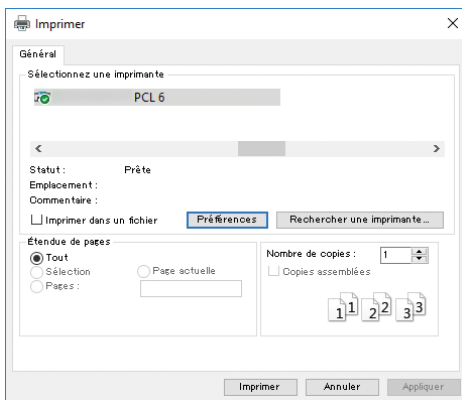 Imprimer
Général
Sélectionnez une imprimante
PCL 6
Statut : Prête
Emplacement :
Commentaire :
Imprimer dans un fichier Préférences Rechercher une imprimante...
Étendue de pages
Tout
Sélection Page actuelle
Pages :
Nombre de copies : 1
Copies assemblées
1 1 2 2 3 3
Imprimer Annuler Appliquer